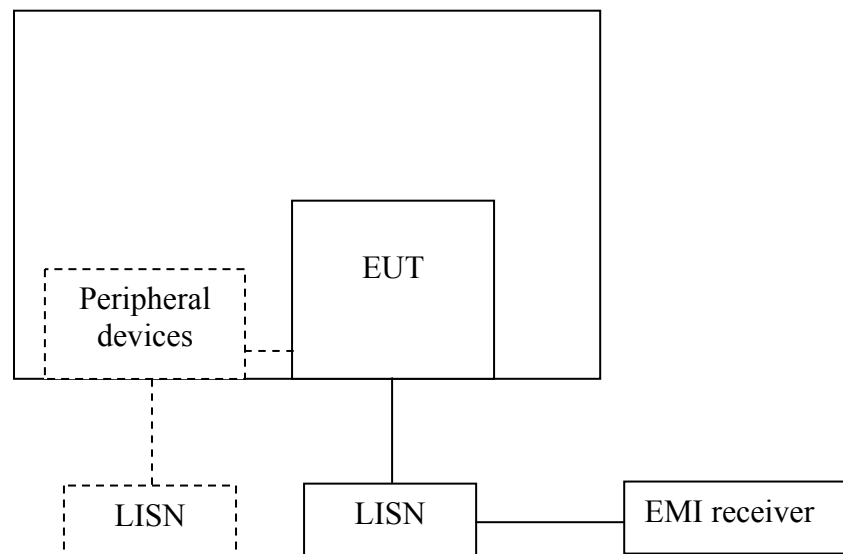 EUT
Peripheral
devices
LISN
LISN
EMI receiver